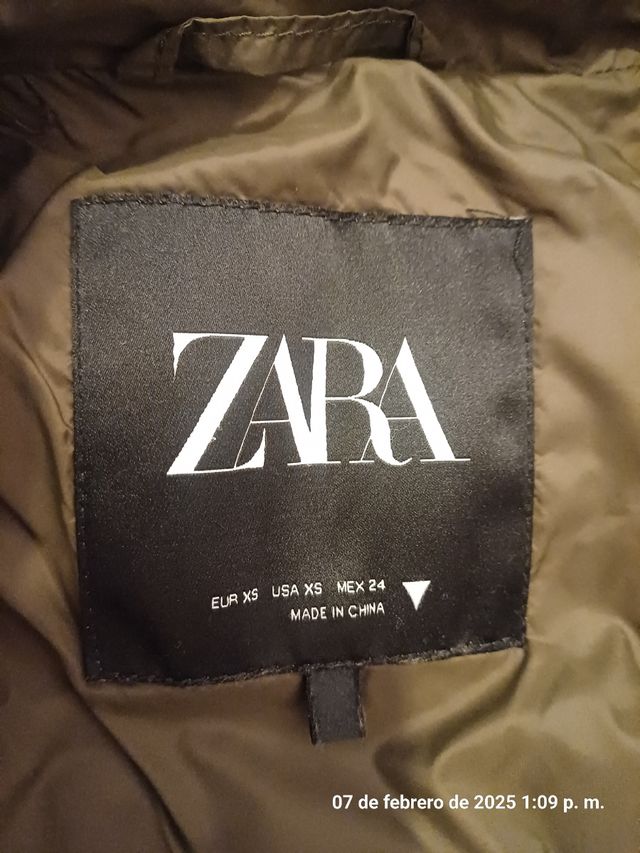 ZARA
EUR XS USA XS MEX 24
MADE IN CHINA
07 de febrero de 2025 1:09 p. m.